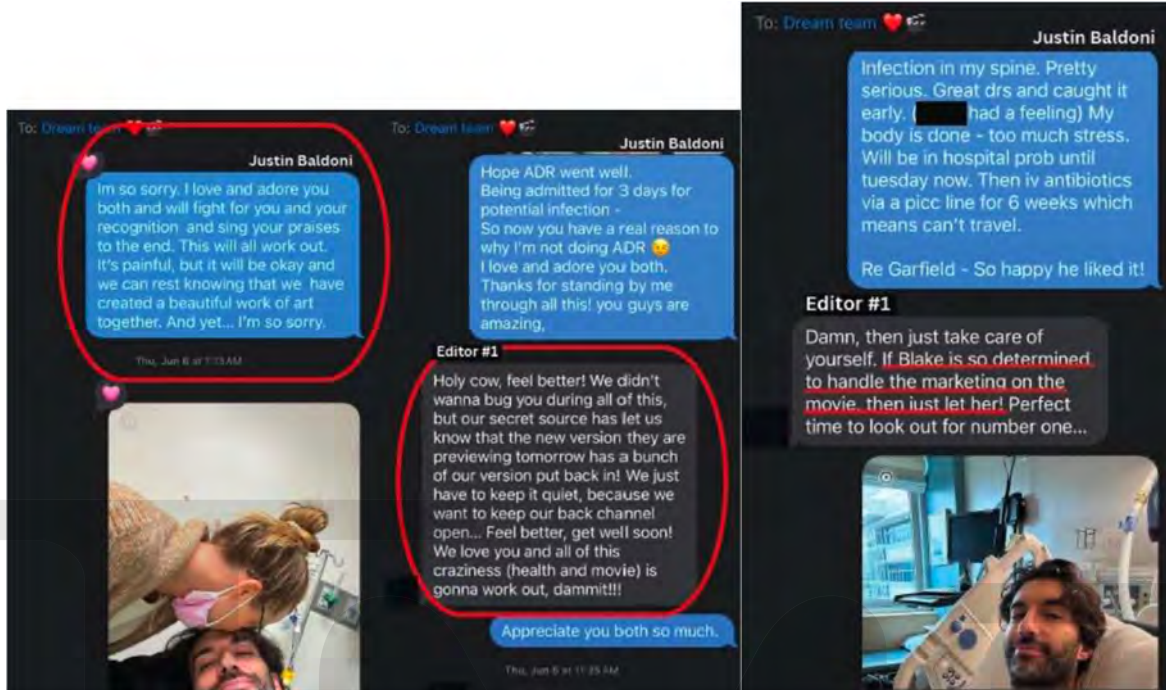 To: Dream team ❤️🎬
Justin Baldoni
Im so sorry. I love and adore you
both and will fight for you and your
recognition and sing your praises
to the end. This will all work out.
It's painful, but it will be okay and
we can rest knowing that we have
created a beautiful work of art
together. And yet... I'm so sorry.
Thu, Jun 6 at 1:13 AM
To: Dream team ❤️🎬
Justin Baldoni
Hope ADR went well.
Being admitted for 3 days for
potential infection -
So now you have a real reason to
why I'm not doing ADR 😕
I love and adore you both.
Thanks for standing by me
through all this! you guys are
amazing,
Editor #1
Holy cow, feel better! We didn't
wanna bug you during all of this,
but our secret source has let us
know that the new version they are
previewing tomorrow has a bunch
of our version put back in! We just
have to keep it quiet, because we
want to keep our back channel
open... Feel better, get well soon!
We love you and all of this
craziness (health and movie) is
gonna work out, dammit!!!
Appreciate you both so much.
Thu, Jun 6 at 11:25 AM
To: Dream team ❤️🎬
Justin Baldoni
Infection in my spine. Pretty
serious. Great drs and caught it
early. ( had a feeling) My
body is done - too much stress.
Will be in hospital prob until
tuesday now. Then iv antibiotics
via a picc line for 6 weeks which
means can't travel.
Re Garfield - So happy he liked it!
Editor #1
Damn, then just take care of
yourself. If Blake is so determined
to handle the marketing on the
movie, then just let her! Perfect
time to look out for number one...